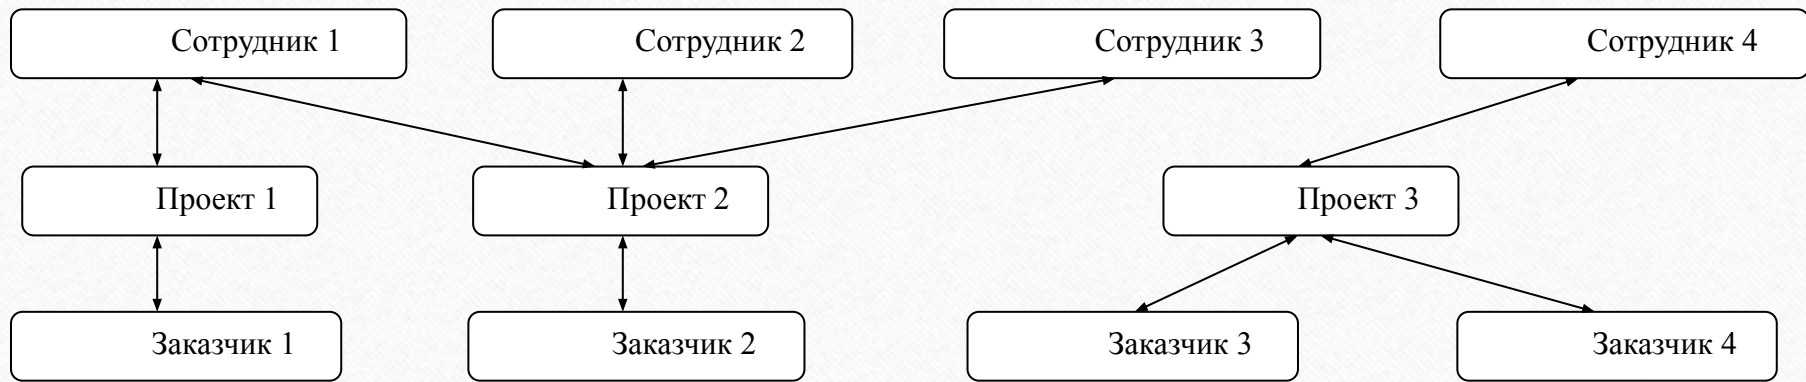 Сотрудник 1
Сотрудник 2
Сотрудник 3
Сотрудник 4
Проект 1
Проект 2
Проект 3
Заказчик 1
Заказчик 2
Заказчик 3
Заказчик 4